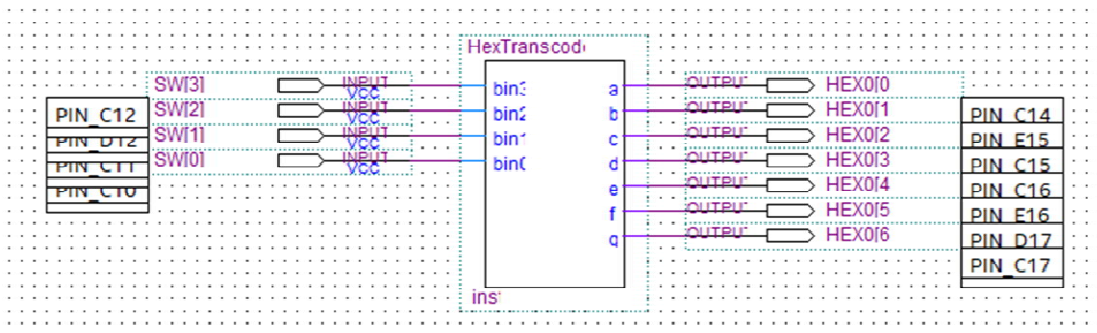 HexTranscod
SW[3] INPUT VCC bin3 a OUTPUT HEX0[0
PIN_C12 SW[2] INPUT VCC bin2 b OUTPUT HEX0[1 PIN_C14
PIN_D12 SW[1] INPUT VCC bin1 c OUTPUT HEX0[2 PIN_E15
PIN_C11 SW[0] INPUT VCC bin0 d OUTPUT HEX0[3 PIN_C15
PIN_C10 e OUTPUT HEX0[4 PIN_C16
f OUTPUT HEX0[5 PIN_E16
g OUTPUT HEX0[6 PIN_D17
PIN_C17
inst